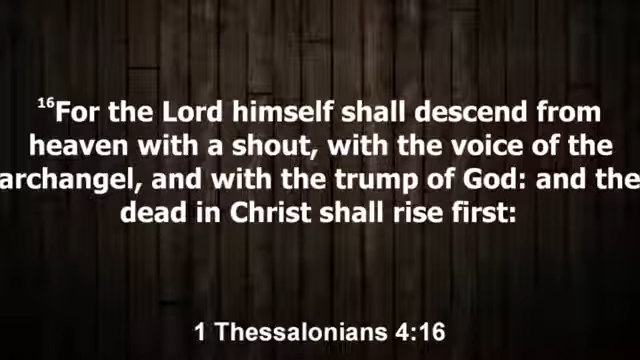 16For the Lord himself shall descend from
heaven with a shout, with the voice of the
archangel, and with the trump of God: and the
dead in Christ shall rise first:
1 Thessalonians 4:16